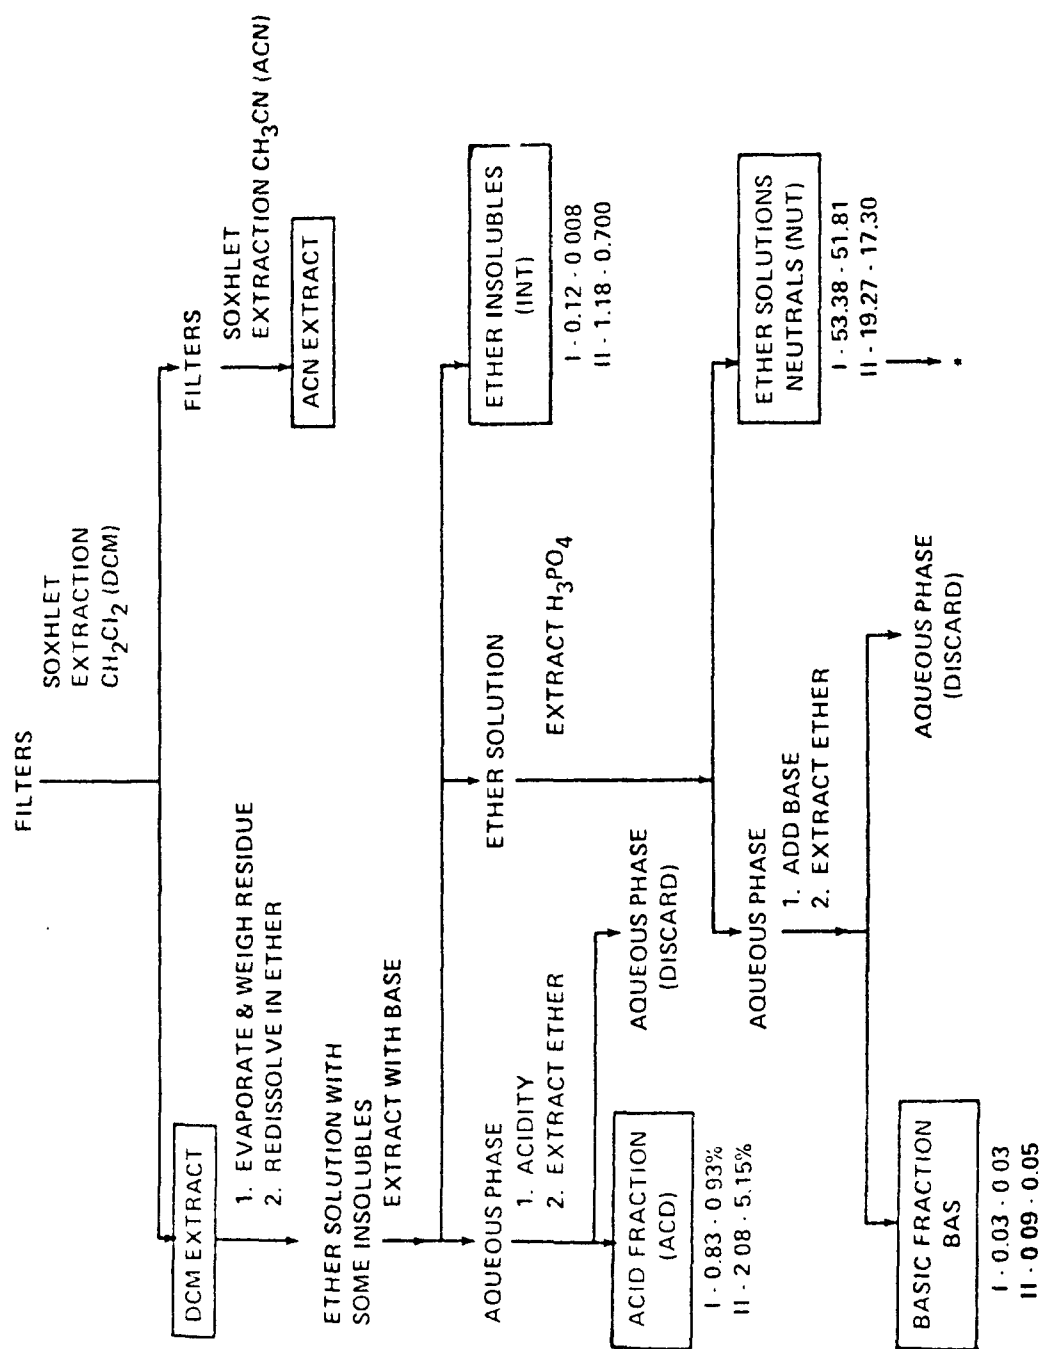 FILTERS
SOXHLET
EXTRACTION
CH2Cl2 (DCM)
DCM EXTRACT
FILTERS
1. EVAPORATE & WEIGH RESIDUE
2. REDISSOLVE IN ETHER
SOXHLET
EXTRACTION CH3CN (ACN)
ACN EXTRACT
ETHER SOLUTION WITH
SOME INSOLUBLES
EXTRACT WITH BASE
AQUEOUS PHASE
ETHER SOLUTION
ETHER INSOLUBLES
(INT)
I - 0.12 - 0 008
II - 1.18 - 0.700
1. ACIDITY
2. EXTRACT ETHER
EXTRACT H3PO4
ACID FRACTION
(ACD)
I - 0.83 - 0 93%
II - 2 08 - 5.15%
AQUEOUS PHASE
(DISCARD)
AQUEOUS PHASE
1. ADD BASE
2. EXTRACT ETHER
ETHER SOLUTIONS
NEUTRALS (NUT)
I - 53.38 - 51.81
II - 19.27 - 17.30
*
BASIC FRACTION
BAS
I - 0.03 - 0 03
II - 0 09 - 0.05
AQUEOUS PHASE
(DISCARD)